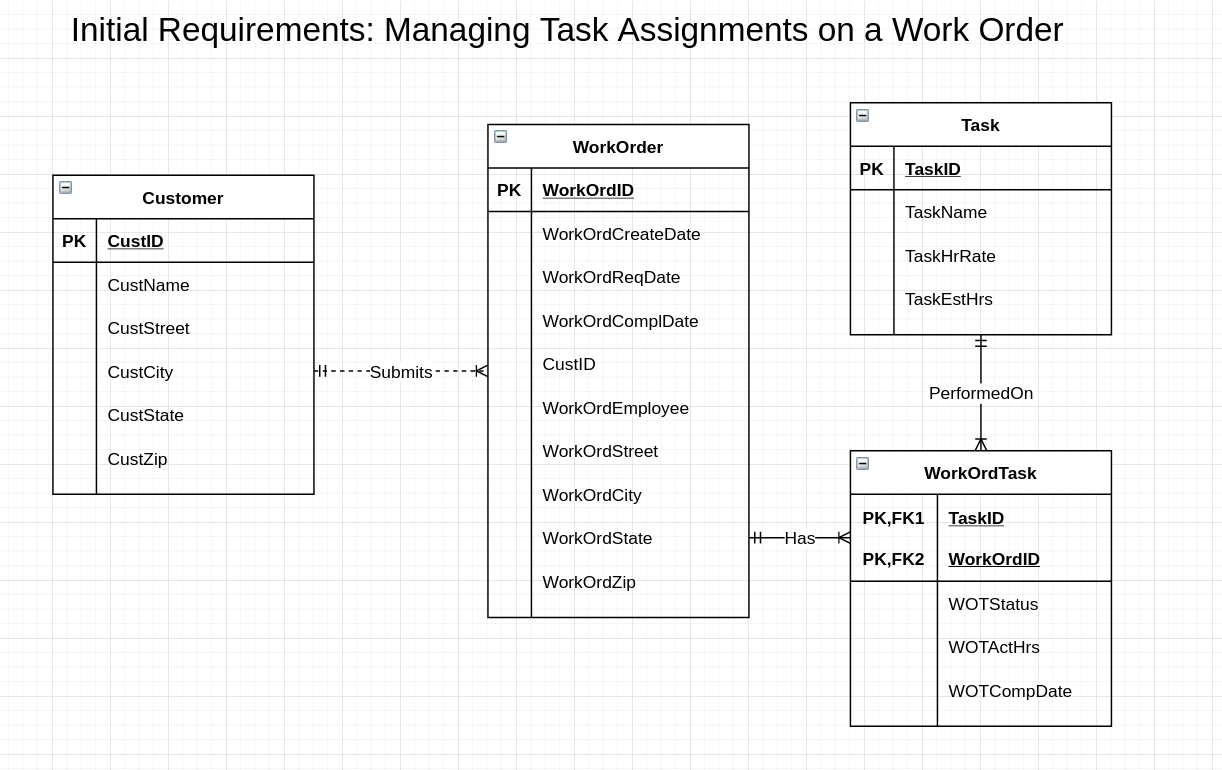 Initial Requirements: Managing Task Assignments on a Work Order
Customer
PK CustID
CustName
CustStreet
CustCity
CustState
CustZip
Submits
WorkOrder
PK WorkOrdID
WorkOrdCreateDate
WorkOrdReqDate
WorkOrdComplDate
CustID
WorkOrdEmployee
WorkOrdStreet
WorkOrdCity
WorkOrdState
WorkOrdZip
Has
Task
PK TaskID
TaskName
TaskHrRate
TaskEstHrs
PerformedOn
WorkOrdTask
PK,FK1 TaskID
PK,FK2 WorkOrdID
WOTStatus
WOTActHrs
WOTCompDate